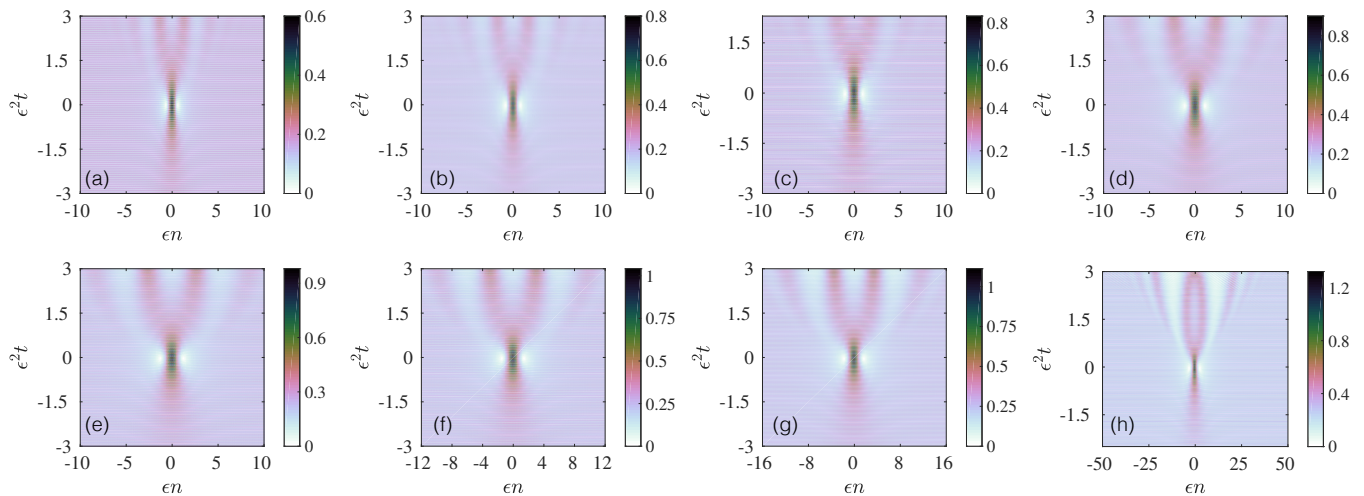 3 0.6 3 0.8 0.8 3 0.8
1.5 0.4 1.5 0.6 1.5 0.6 1.5 0.6
ϵ²t 0 ϵ²t 0 0.4 ϵ²t 0 0.4 ϵ²t 0 0.4
-1.5 0.2 -1.5 0.2 -1.5 0.2 -1.5 0.2
(a) (b) (c) (d)
-3 0 -3 0 0 -3 0
-10 -5 0 5 10 -10 -5 0 5 10 -10 -5 0 5 10 -10 -5 0 5 10
ϵn ϵn ϵn ϵn
3 0.9 3 1 3 1 3 1.2
1.5 0.6 1.5 0.75 1.5 0.75 1.5 0.8
ϵ²t 0 ϵ²t 0 0.5 ϵ²t 0 0.5 ϵ²t 0
-1.5 0.3 -1.5 0.25 -1.5 0.25 -1.5 0.4
(e) (f) (g) (h)
-3 0 -3 0 -3 0 0
-10 -5 0 5 10 -12 -8 -4 0 4 8 12 -16 -8 0 8 16 -50 -25 0 25 50
ϵn ϵn ϵn ϵn